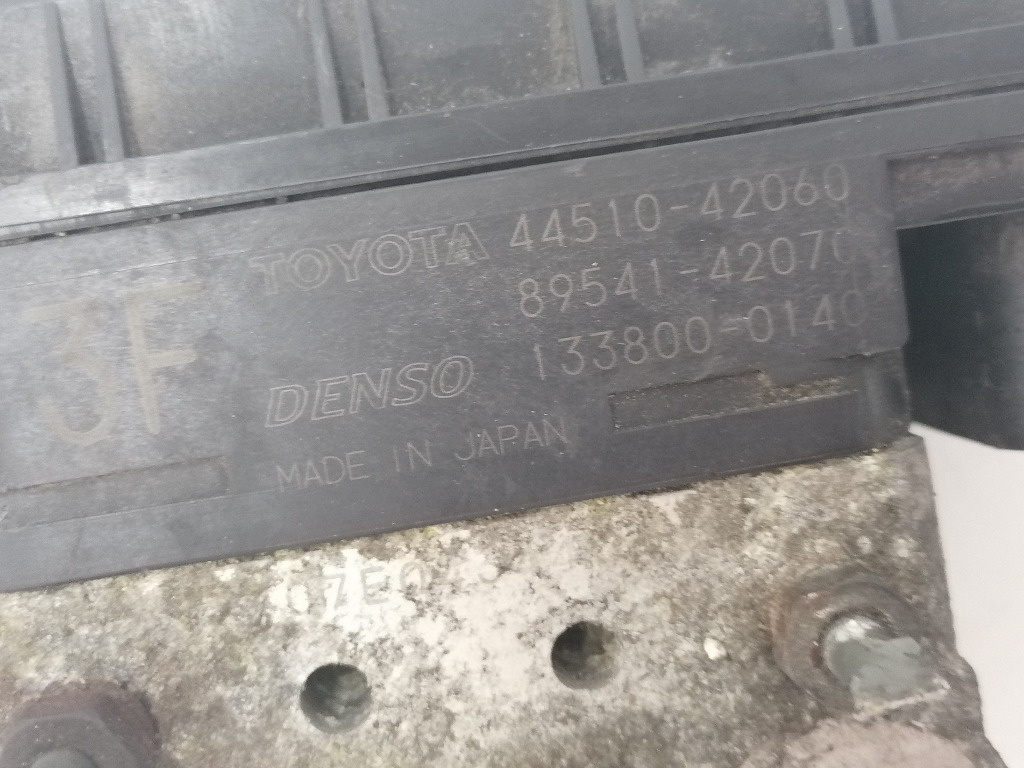 TOYOTA 44510-42060
89541-42070
3F
DENSO 133800-0140
MADE IN JAPAN